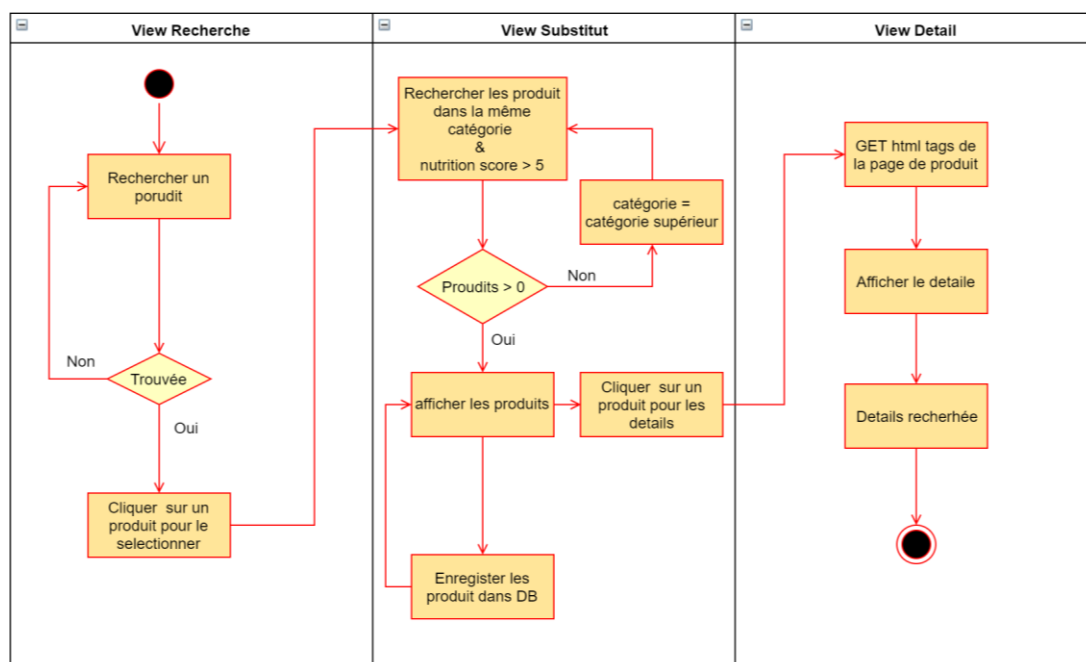 View Recherche
Rechercher un
porudit
Non
Trouvée
Oui
Cliquer sur un
produit pour le
selectionner
View Substitut
Rechercher les produit
dans la même
catégorie
&
nutrition score > 5
catégorie =
catégorie supérieur
Proudits > 0
Non
Oui
afficher les produits
Cliquer sur un
produit pour les
details
Enregister les
produit dans DB
View Detail
GET html tags de
la page de produit
Afficher le detaile
Details recherhée